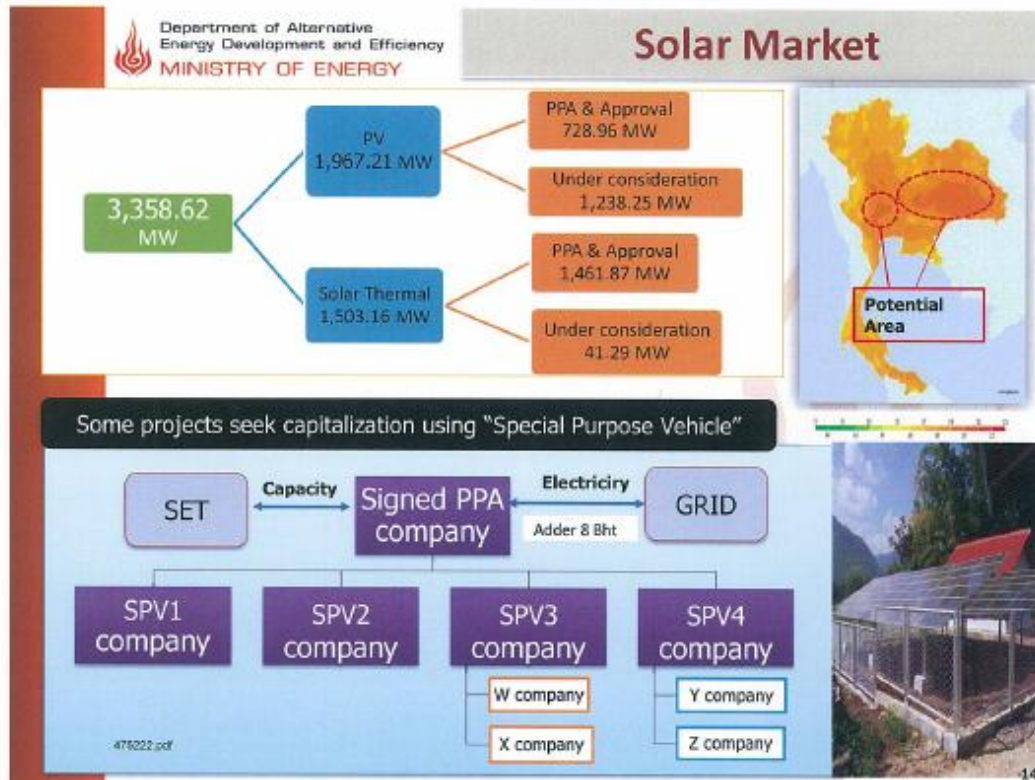 Department of Alternative
Energy Development and Efficiency
MINISTRY OF ENERGY
Solar Market
3,358.62
MW
PV
1,967.21 MW
PPA & Approval
728.96 MW
Under consideration
1,238.25 MW
Solar Thermal
1,503.16 MW
PPA & Approval
1,461.87 MW
Under consideration
41.29 MW
Potential
Area
Some projects seek capitalization using "Special Purpose Vehicle"
SET
Capacity
Signed PPA
company
Electriciry
Adder 8 Bht
GRID
SPV1
company
SPV2
company
SPV3
company
SPV4
company
W company
X company
Y company
Z company
476222.pdf